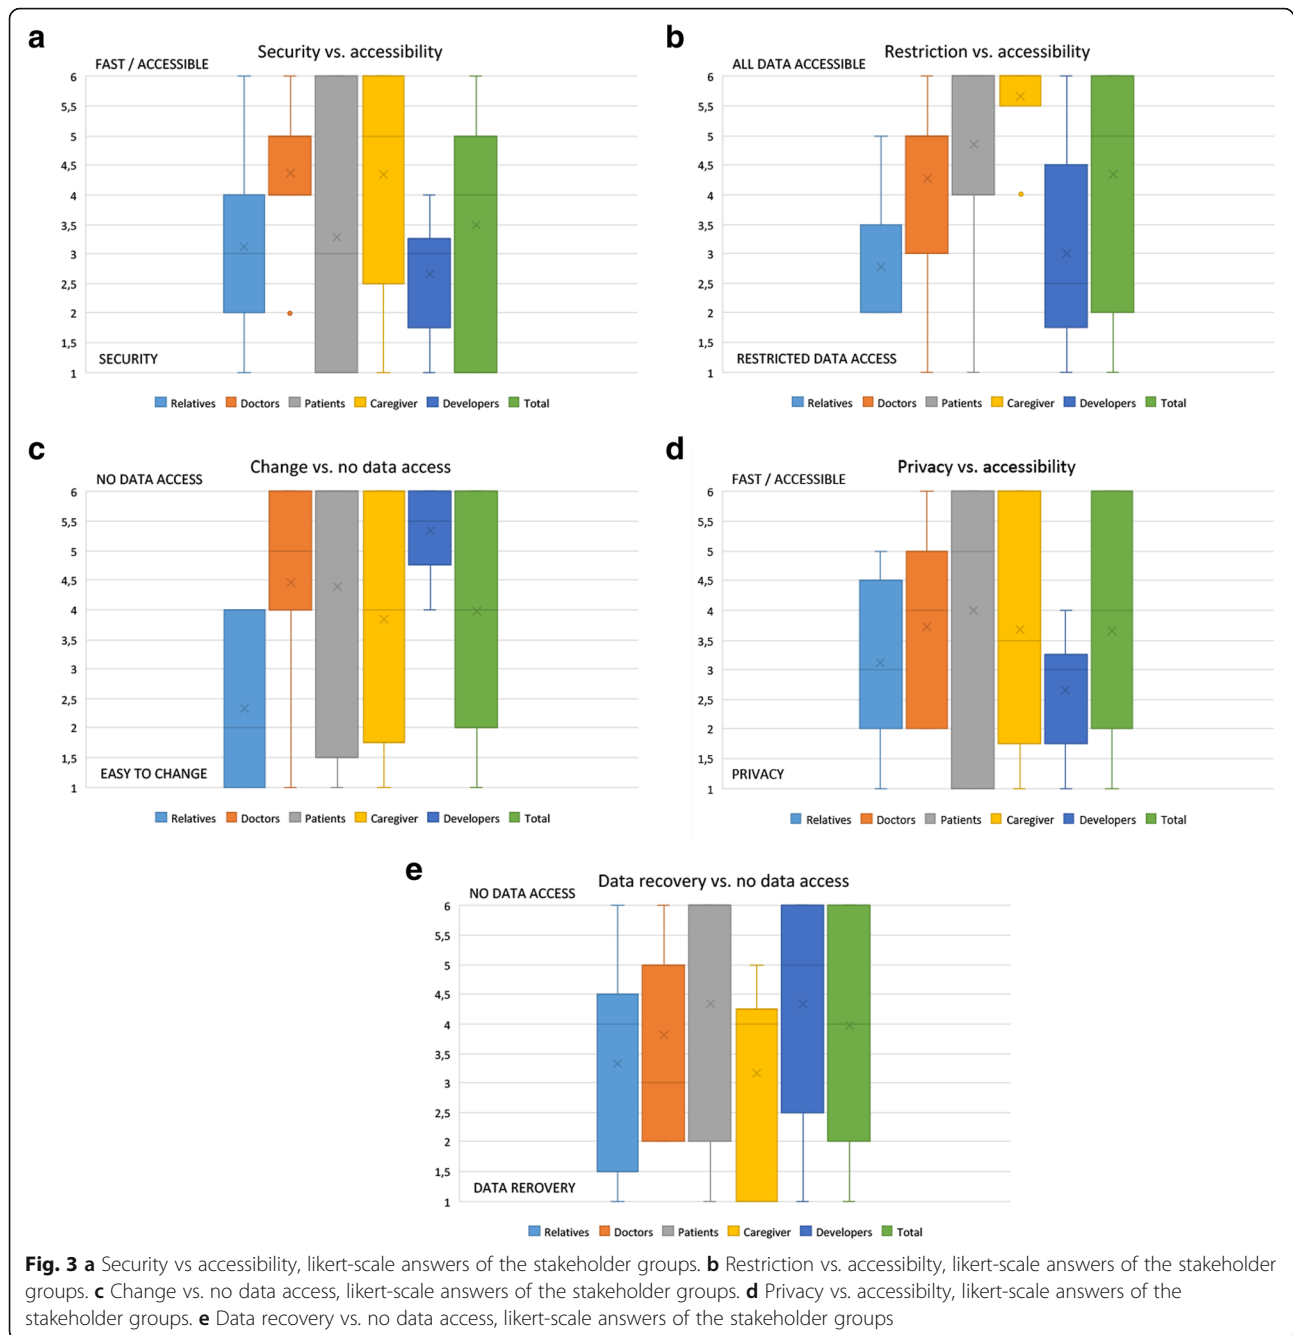 a
Security vs. accessibility
FAST / ACCESSIBLE
6
5,5
5
4,5
4
3,5
3
2,5
2
1,5
1
SECURITY
Relatives Doctors Patients Caregiver Developers Total
b
Restriction vs. accessibility
ALL DATA ACCESSIBLE
6
5,5
5
4,5
4
3,5
3
2,5
2
1,5
1
RESTRICTED DATA ACCESS
Relatives Doctors Patients Caregiver Developers Total
c
Change vs. no data access
NO DATA ACCESS
6
5,5
5
4,5
4
3,5
3
2,5
2
1,5
1
EASY TO CHANGE
Relatives Doctors Patients Caregiver Developers Total
d
Privacy vs. accessibility
FAST / ACCESSIBLE
6
5,5
5
4,5
4
3,5
3
2,5
2
1,5
1
PRIVACY
Relatives Doctors Patients Caregiver Developers Total
e
Data recovery vs. no data access
NO DATA ACCESS
6
5,5
5
4,5
4
3,5
3
2,5
2
1,5
1
DATA REROVERY
Relatives Doctors Patients Caregiver Developers Total
Fig. 3 a Security vs accessibility, likert-scale answers of the stakeholder groups. b Restriction vs. accessibilty, likert-scale answers of the stakeholder
groups. c Change vs. no data access, likert-scale answers of the stakeholder groups. d Privacy vs. accessibilty, likert-scale answers of the
stakeholder groups. e Data recovery vs. no data access, likert-scale answers of the stakeholder groups